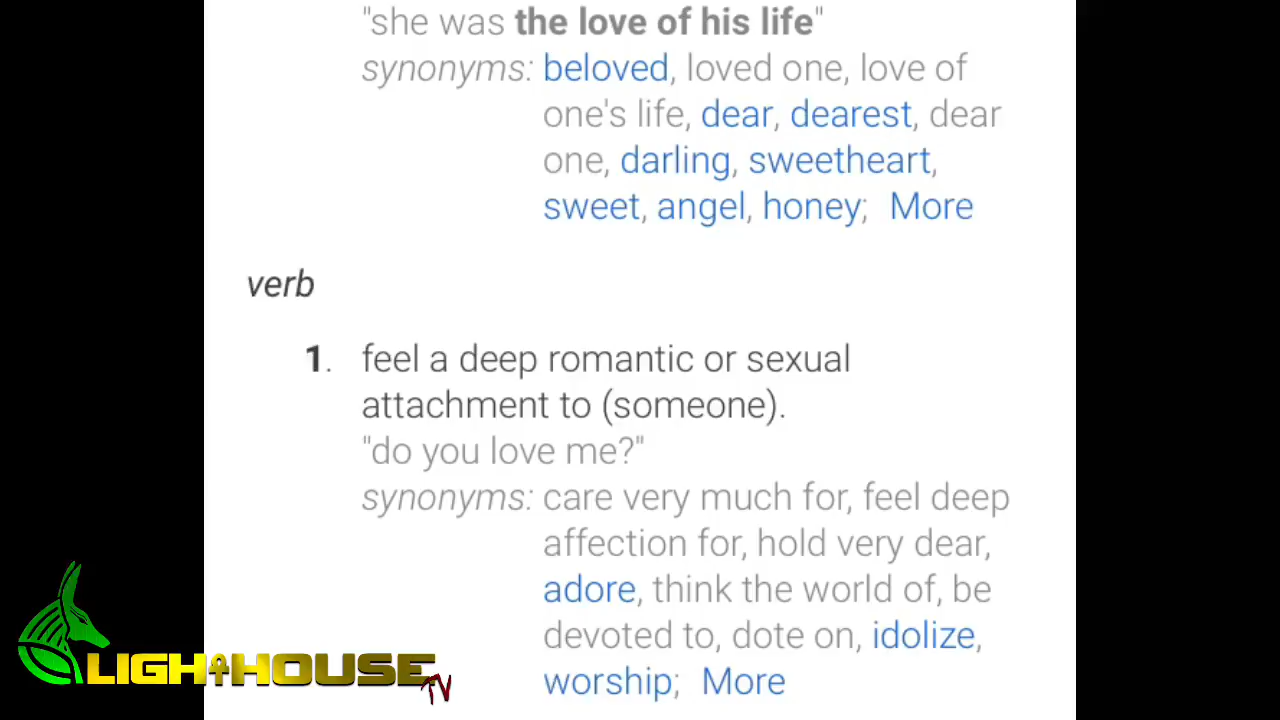 "she was the love of his life"
synonyms: beloved, loved one, love of
one's life, dear, dearest, dear
one, darling, sweetheart,
sweet, angel, honey; More
verb
1. feel a deep romantic or sexual
attachment to (someone).
"do you love me?"
synonyms: care very much for, feel deep
affection for, hold very dear,
adore, think the world of, be
devoted to, dote on, idolize,
worship; More
LIGH☥HOUSE
TV